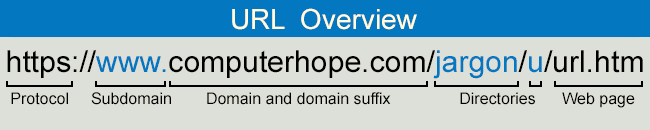 URL Overview
https://www.computerhope.com/jargon/u/url.htm
Protocol Subdomain Domain and domain suffix Directories Web page